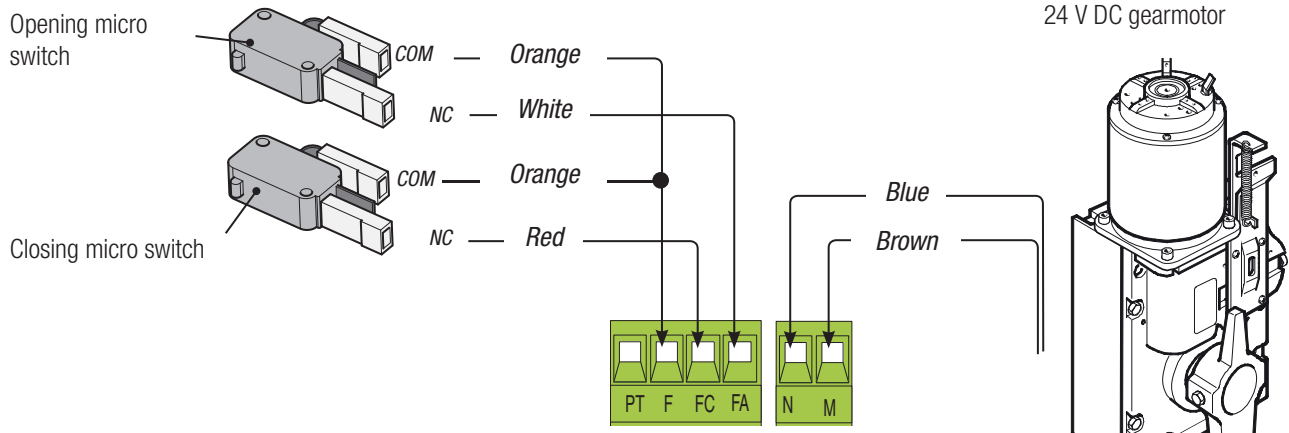 Opening micro
switch
COM
Orange
NC
White
COM
Orange
NC
Red
Closing micro switch
24 V DC gearmotor
Blue
Brown
PT F FC FA
N M